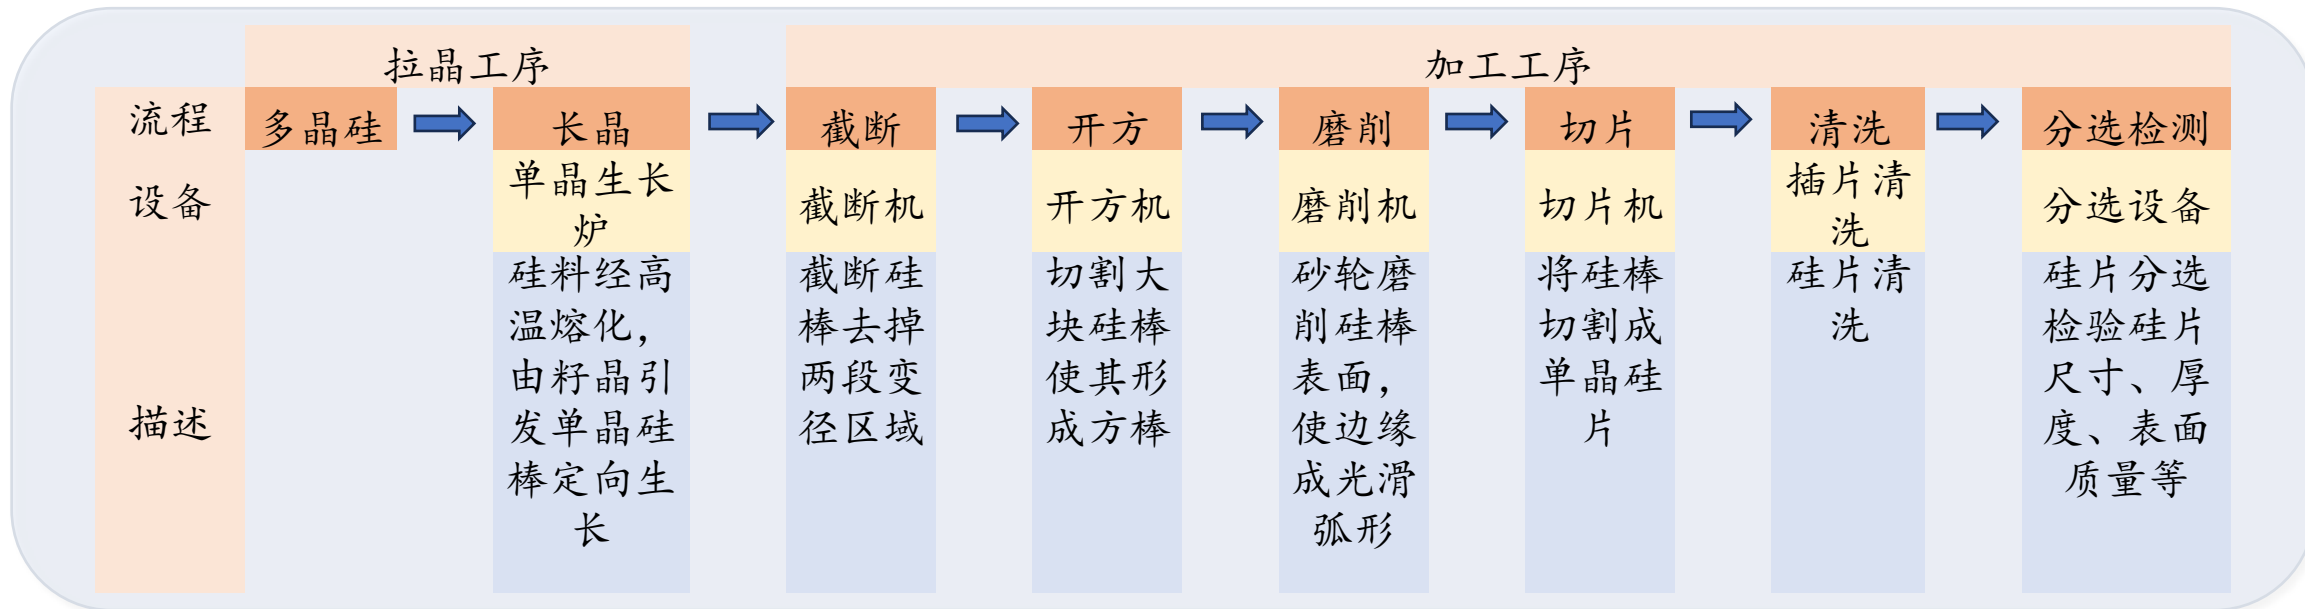 拉晶工序
加工工序
流程
多晶硅
长晶
截断
开方
磨削
切片
清洗
分选检测
设备
单晶生长
炉
截断机
开方机
磨削机
切片机
插片清
洗
分选设备
描述
硅料经高
温熔化，
由籽晶引
发单晶硅
棒定向生
长
截断硅
棒去掉
两段变
径区域
切割大
块硅棒
使其形
成方棒
砂轮磨
削硅棒
表面，
使边缘
成光滑
弧形
将硅棒
切割成
单晶硅
片
硅片清
洗
硅片分选
检验硅片
尺寸、厚
度、表面
质量等